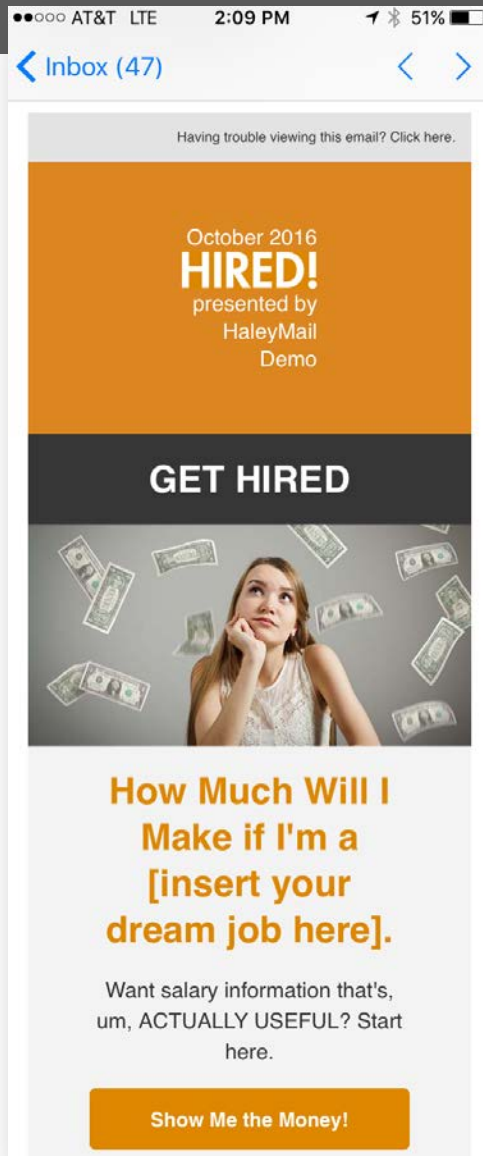 ●●○○○ AT&T LTE 2:09 PM 51%
Inbox (47)
Having trouble viewing this email? Click here.
October 2016
HIRED!
presented by
HaleyMail
Demo
GET HIRED
How Much Will I
Make if I'm a
[insert your
dream job here].
Want salary information that's,
um, ACTUALLY USEFUL? Start
here.
Show Me the Money!